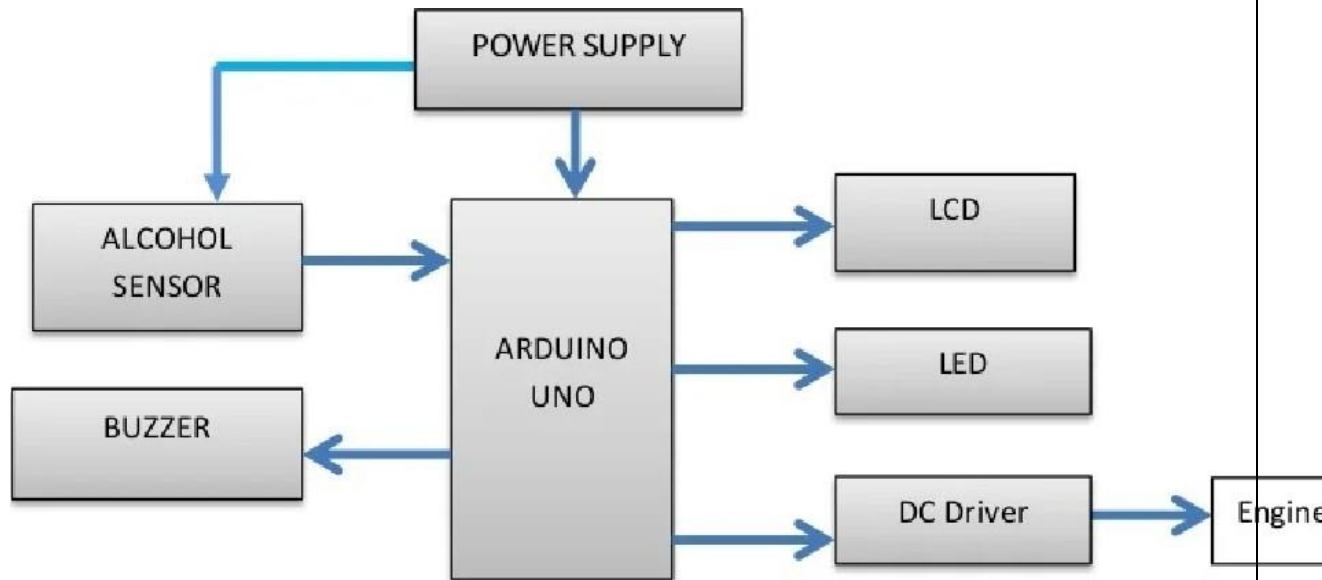 POWER SUPPLY
ALCOHOL
SENSOR
BUZZER
ARDUINO
UNO
LCD
LED
DC Driver
Engine